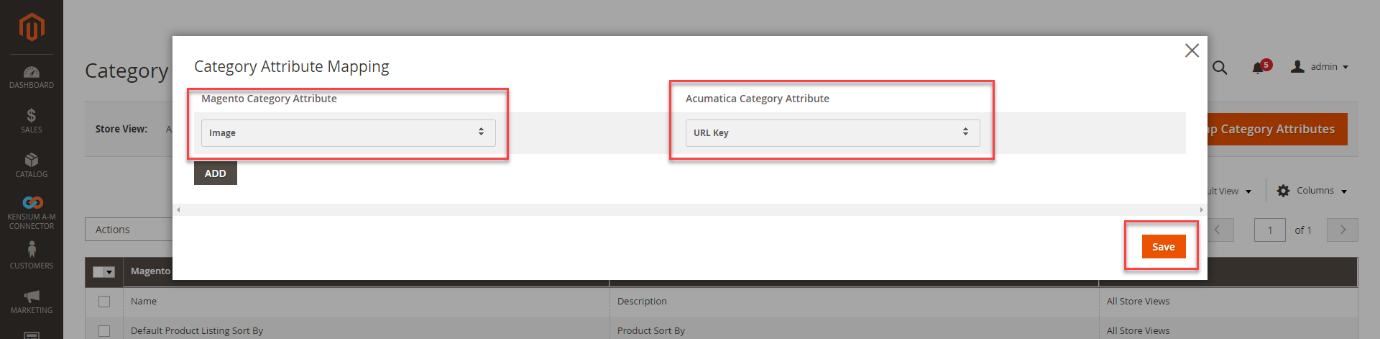 Category Attribute Mapping
Magento Category Attribute
Acumatica Category Attribute
Image
URL Key
ADD
Save
Category
5
admin
Store View:
Category Attributes
View
Columns
Actions
1
of 1
Magento
Name
Description
All Store Views
Default Product Listing Sort By
Product Sort By
All Store Views
DASHBOARD
$
SALES
CATALOG
KENSIUM A-M
CONNECTOR
CUSTOMERS
MARKETING